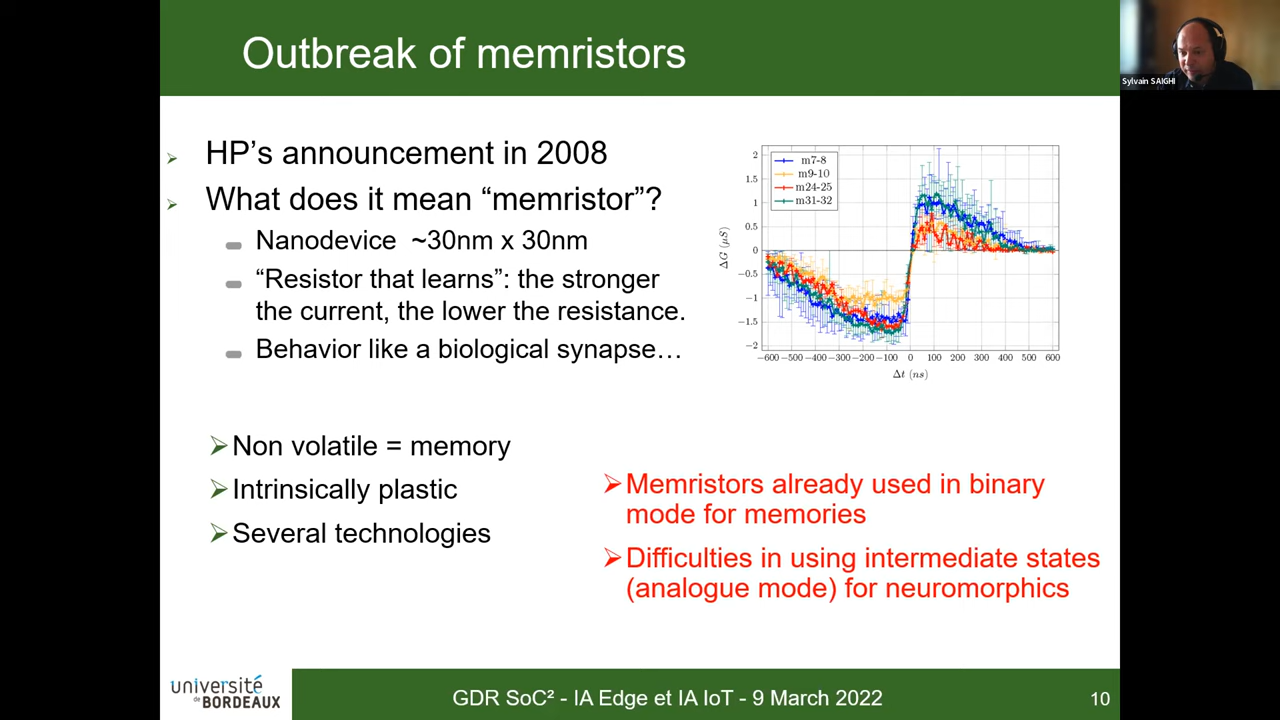 Outbreak of memristors
Sylvain SAIGHI
HP’s announcement in 2008
What does it mean “memristor”?
Nanodevice ~30nm x 30nm
“Resistor that learns”: the stronger
the current, the lower the resistance.
Behavior like a biological synapse…
m7-8
m9-10
m24-25
m31-32
2
1.5
1
0.5
0
−0.5
−1
−1.5
−2
ΔG (μS)
−600 −500 −400 −300 −200 −100 0 100 200 300 400 500 600
Δt (ns)
Non volatile = memory
Intrinsically plastic
Several technologies
Memristors already used in binary
mode for memories
Difficulties in using intermediate states
(analogue mode) for neuromorphics
université
de BORDEAUX
GDR SoC² - IA Edge et IA IoT - 9 March 2022
10